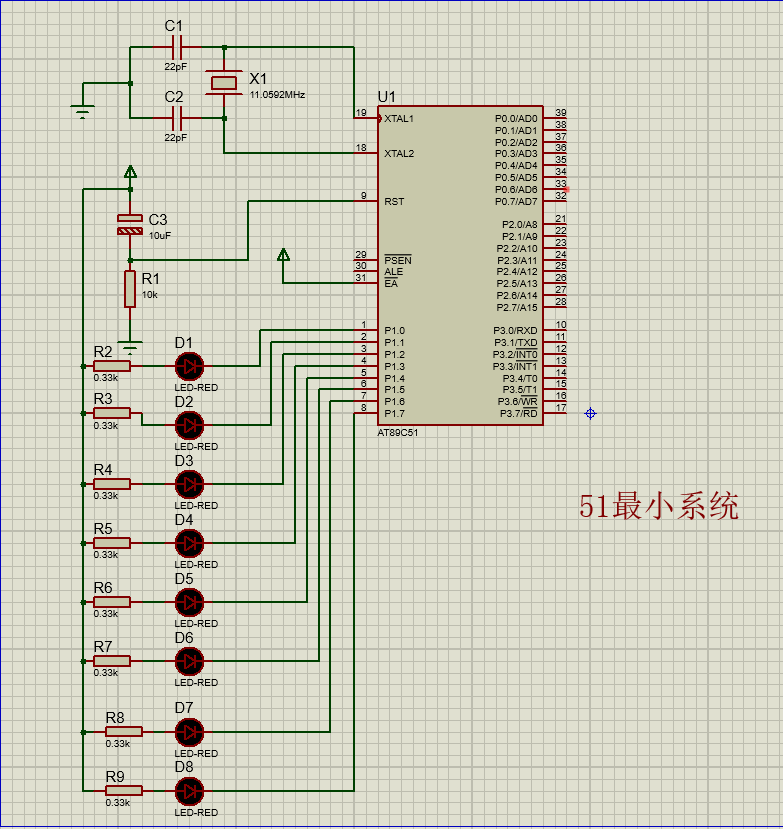 C1
22pF
X1
11.0592MHz
C2
22pF
U1
19 XTAL1
18 XTAL2
9 RST
29 PSEN
30 ALE
31 EA
1 P1.0
2 P1.1
3 P1.2
4 P1.3
5 P1.4
6 P1.5
7 P1.6
8 P1.7
P0.0/AD0 39
P0.1/AD1 38
P0.2/AD2 37
P0.3/AD3 36
P0.4/AD4 35
P0.5/AD5 34
P0.6/AD6 33
P0.7/AD7 32
P2.0/A8 21
P2.1/A9 22
P2.2/A10 23
P2.3/A11 24
P2.4/A12 25
P2.5/A13 26
P2.6/A14 27
P2.7/A15 28
P3.0/RXD 10
P3.1/TXD 11
P3.2/INT0 12
P3.3/INT1 13
P3.4/T0 14
P3.5/T1 15
P3.6/WR 16
P3.7/RD 17
AT89C51
C3
10uF
R1
10k
R2
0.33k
D1
LED-RED
R3
0.33k
D2
LED-RED
R4
0.33k
D3
LED-RED
R5
0.33k
D4
LED-RED
R6
0.33k
D5
LED-RED
R7
0.33k
D6
LED-RED
R8
0.33k
D7
LED-RED
R9
0.33k
D8
LED-RED
51最小系统